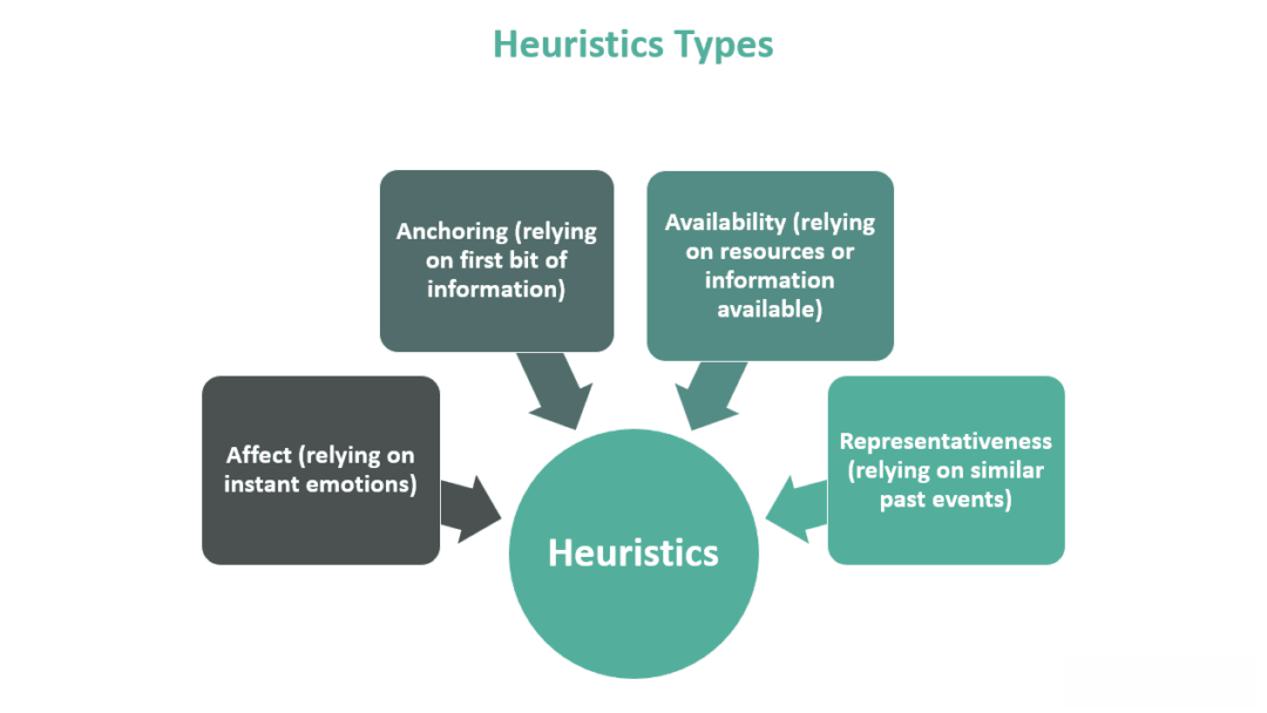 Heuristics Types
Anchoring (relying
on first bit of
information)
Availability (relying
on resources or
information
available)
Affect (relying on
instant emotions)
Representativeness
(relying on similar
past events)
Heuristics